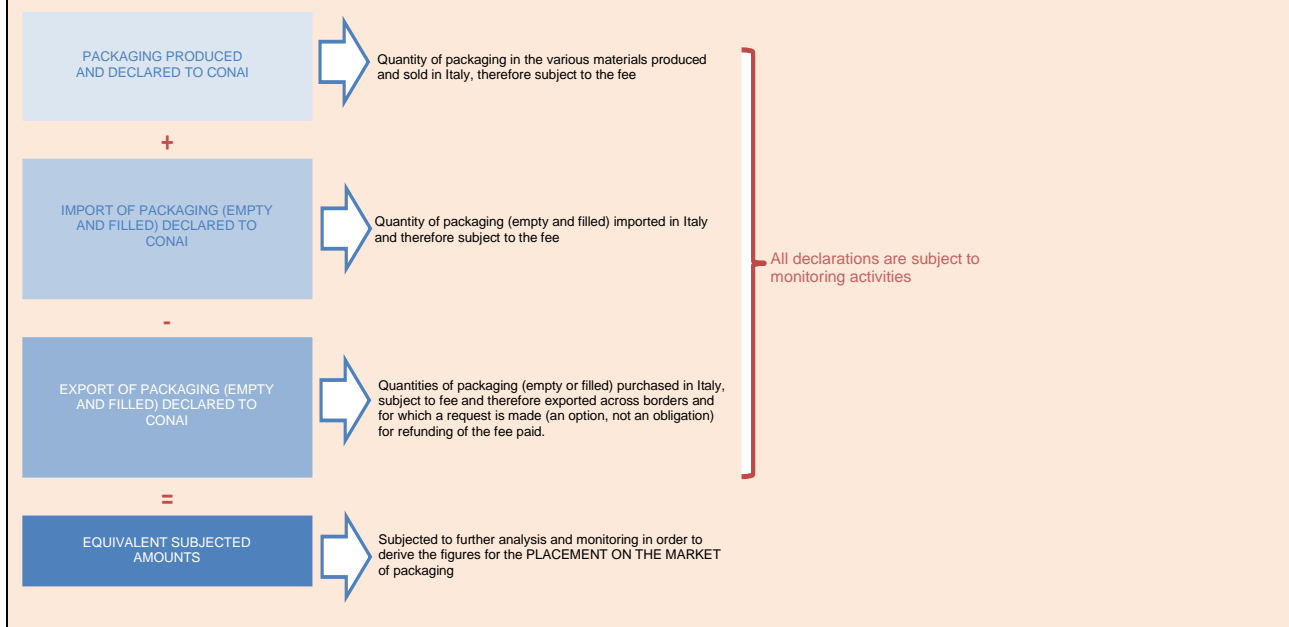 PACKAGING PRODUCED
AND DECLARED TO CONAI
Quantity of packaging in the various materials produced
and sold in Italy, therefore subject to the fee
+
IMPORT OF PACKAGING (EMPTY
AND FILLED) DECLARED TO
CONAI
Quantity of packaging (empty and filled) imported in Italy
and therefore subject to the fee
All declarations are subject to
monitoring activities
-
EXPORT OF PACKAGING (EMPTY
AND FILLED) DECLARED TO
CONAI
Quantities of packaging (empty or filled) purchased in Italy,
subject to fee and therefore exported across borders and
for which a request is made (an option, not an obligation)
for refunding of the fee paid.
=
EQUIVALENT SUBJECTED
AMOUNTS
Subjected to further analysis and monitoring in order to
derive the figures for the PLACEMENT ON THE MARKET
of packaging